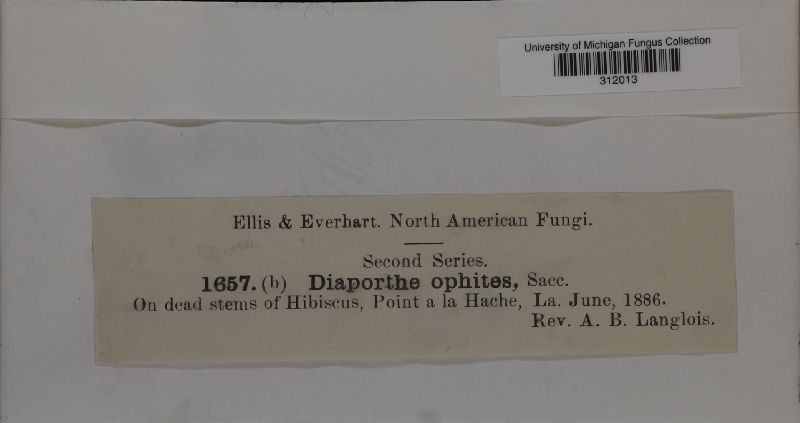 University of Michigan Fungus Collection
312013
Ellis & Everhart. North American Fungi.
Second Series.
1657. (b) Diaporthe ophites, Sacc.
On dead stems of Hibiscus, Point a la Hache, La. June, 1886.
Rev. A. B. Langlois.